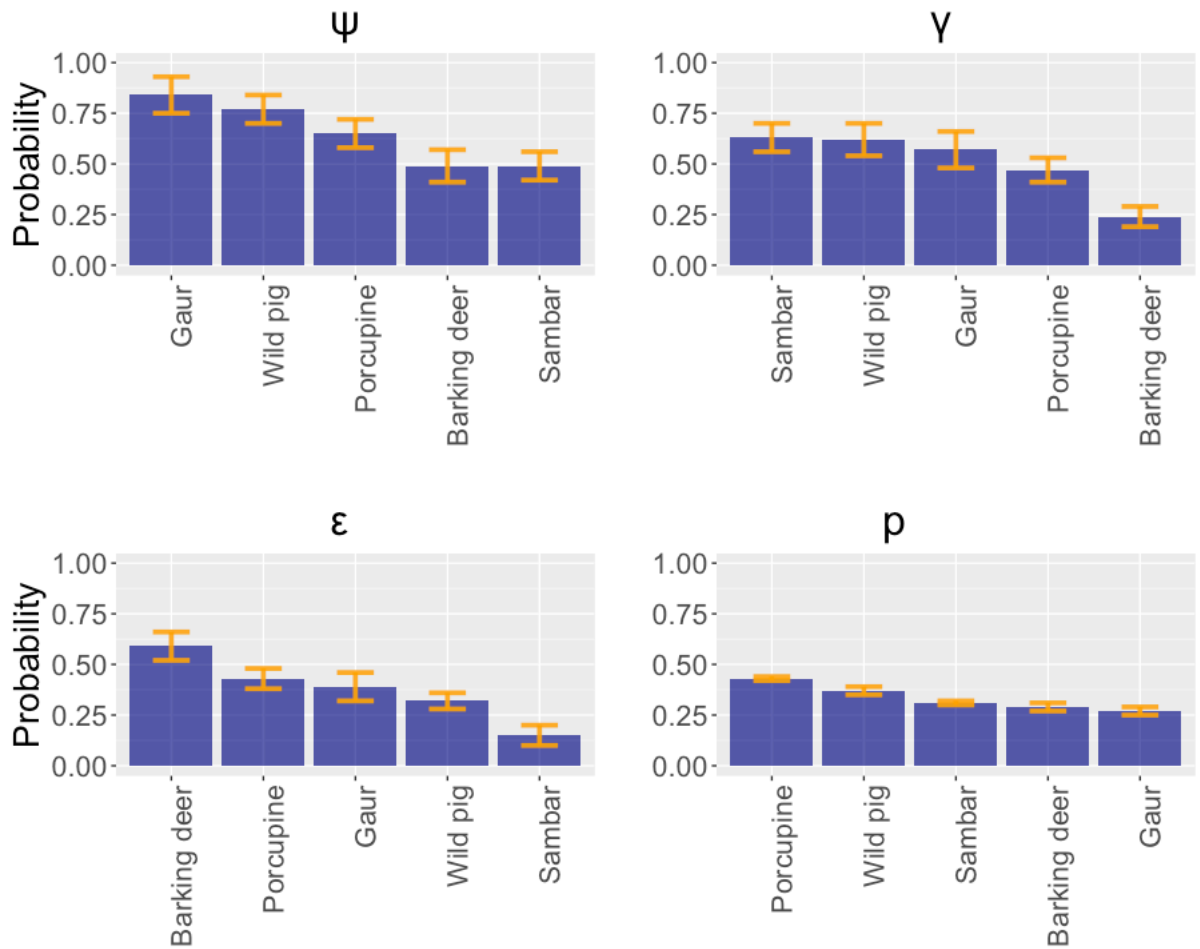 ψ
Probability
1.00
0.75
0.50
0.25
0.00
Gaur
Wild pig
Porcupine
Barking deer
Sambar
γ
1.00
0.75
0.50
0.25
0.00
Sambar
Wild pig
Gaur
Porcupine
Barking deer
ε
Probability
1.00
0.75
0.50
0.25
0.00
Barking deer
Porcupine
Gaur
Wild pig
Sambar
p
1.00
0.75
0.50
0.25
0.00
Porcupine
Wild pig
Sambar
Barking deer
Gaur